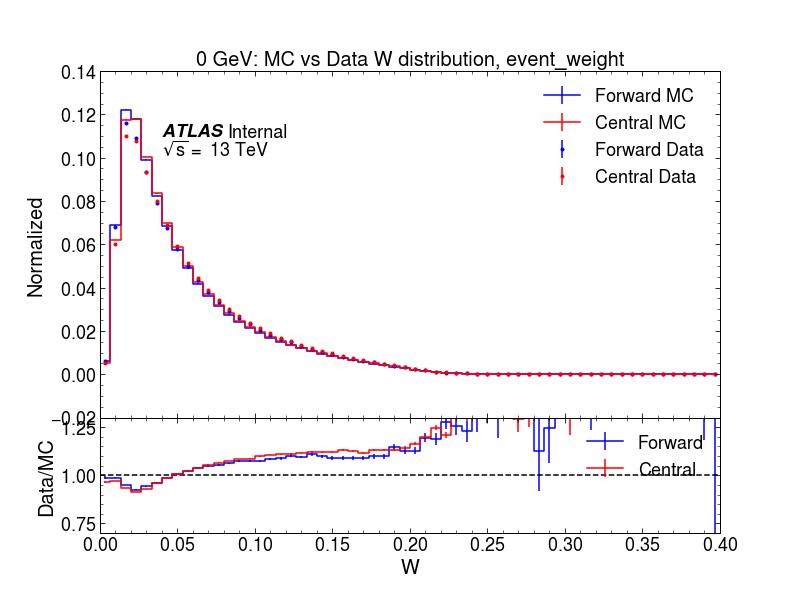 0 GeV: MC vs Data W distribution, event_weight
0.14
0.12
0.10
0.08
0.06
0.04
0.02
0.00
−0.02
Normalized
ATLAS Internal
√s = 13 TeV
Forward MC
Central MC
Forward Data
Central Data
1.25
1.00
0.75
Data/MC
Forward
Central
0.00 0.05 0.10 0.15 0.20 0.25 0.30 0.35 0.40
W